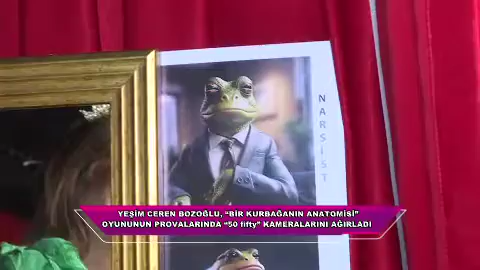 NARSİST
YEŞİM CEREN BOZOĞLU, “BİR KURBAĞANIN ANATOMİSİ”
OYUNUNUN PROVALARINDA “50 fifty” KAMERALARINI AĞIRLADI